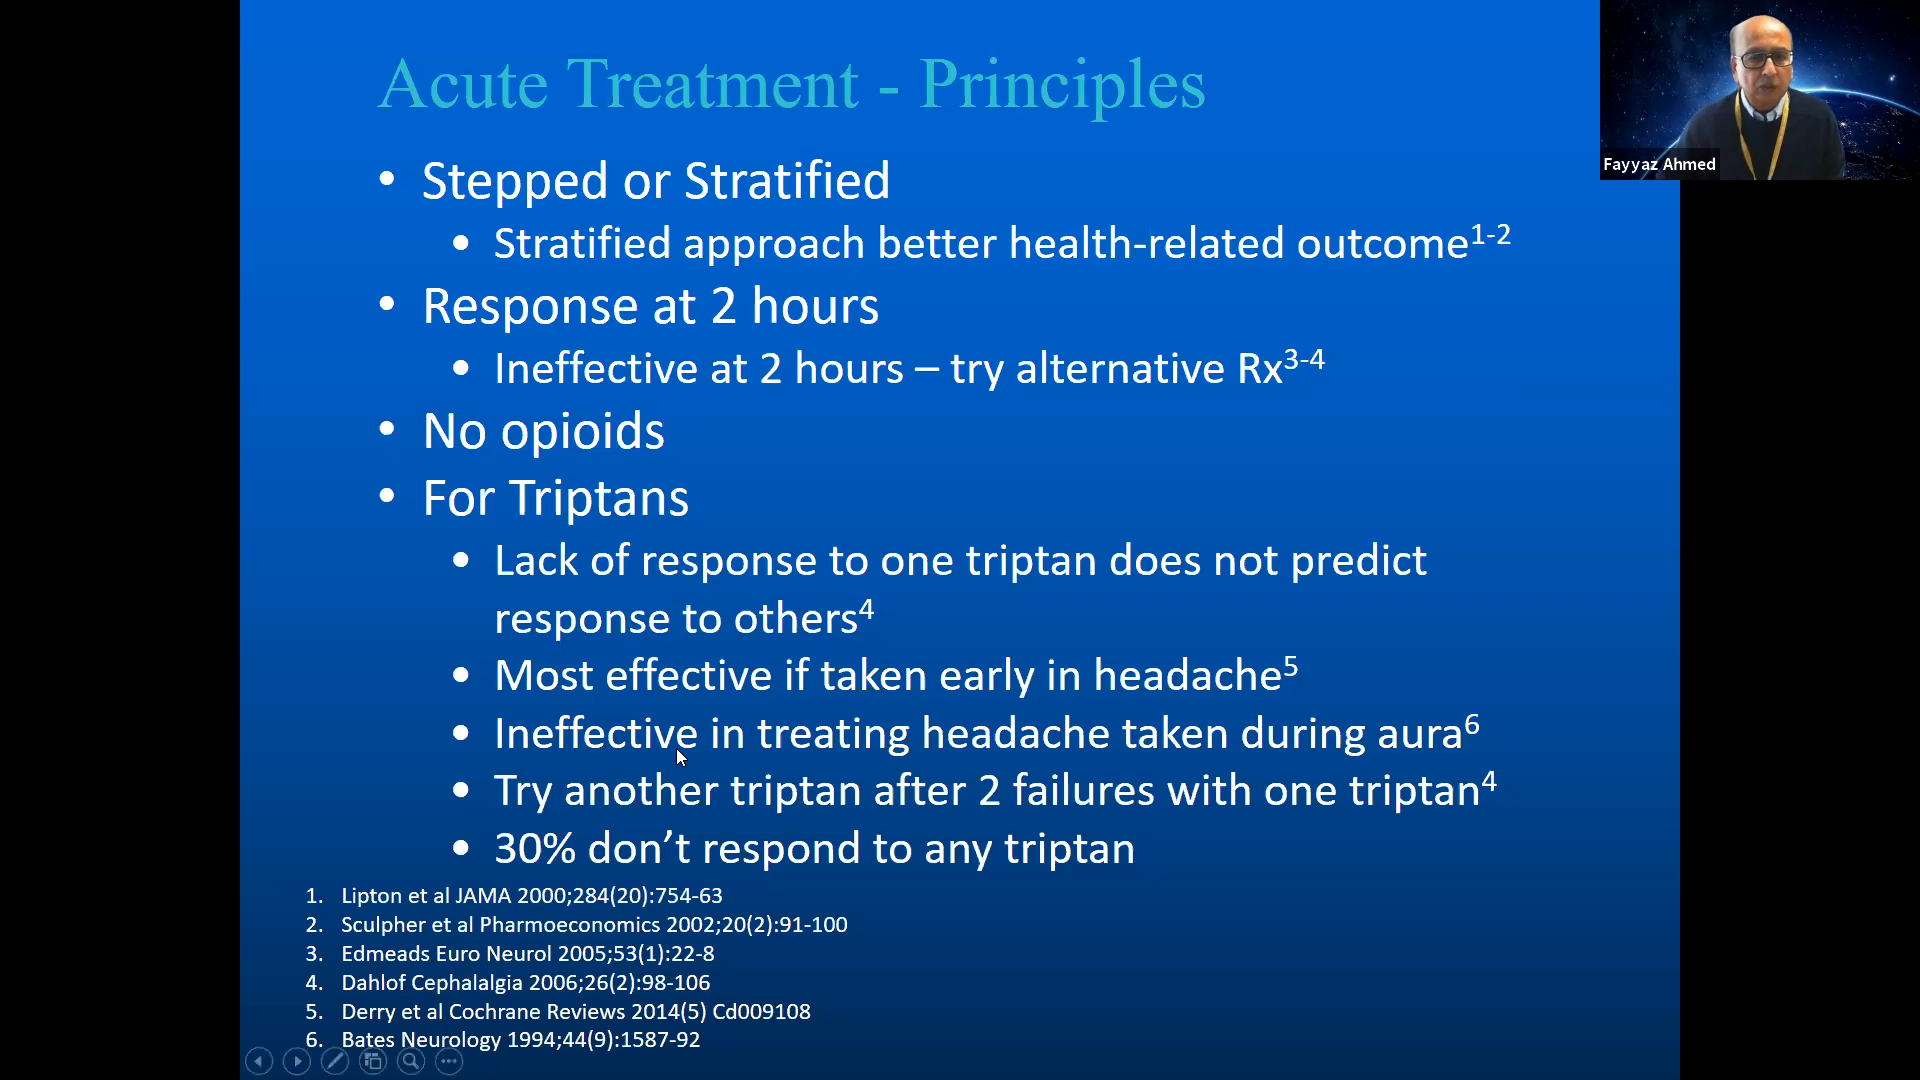 Acute Treatment - Principles
• Stepped or Stratified
• Stratified approach better health-related outcome1-2
• Response at 2 hours
• Ineffective at 2 hours – try alternative Rx3-4
• No opioids
• For Triptans
• Lack of response to one triptan does not predict
response to others4
• Most effective if taken early in headache5
• Ineffective in treating headache taken during aura6
• Try another triptan after 2 failures with one triptan4
• 30% don’t respond to any triptan
1. Lipton et al JAMA 2000;284(20):754-63
2. Sculpher et al Pharmoeconomics 2002;20(2):91-100
3. Edmeads Euro Neurol 2005;53(1):22-8
4. Dahlof Cephalalgia 2006;26(2):98-106
5. Derry et al Cochrane Reviews 2014(5) Cd009108
6. Bates Neurology 1994;44(9):1587-92
Fayyaz Ahmed